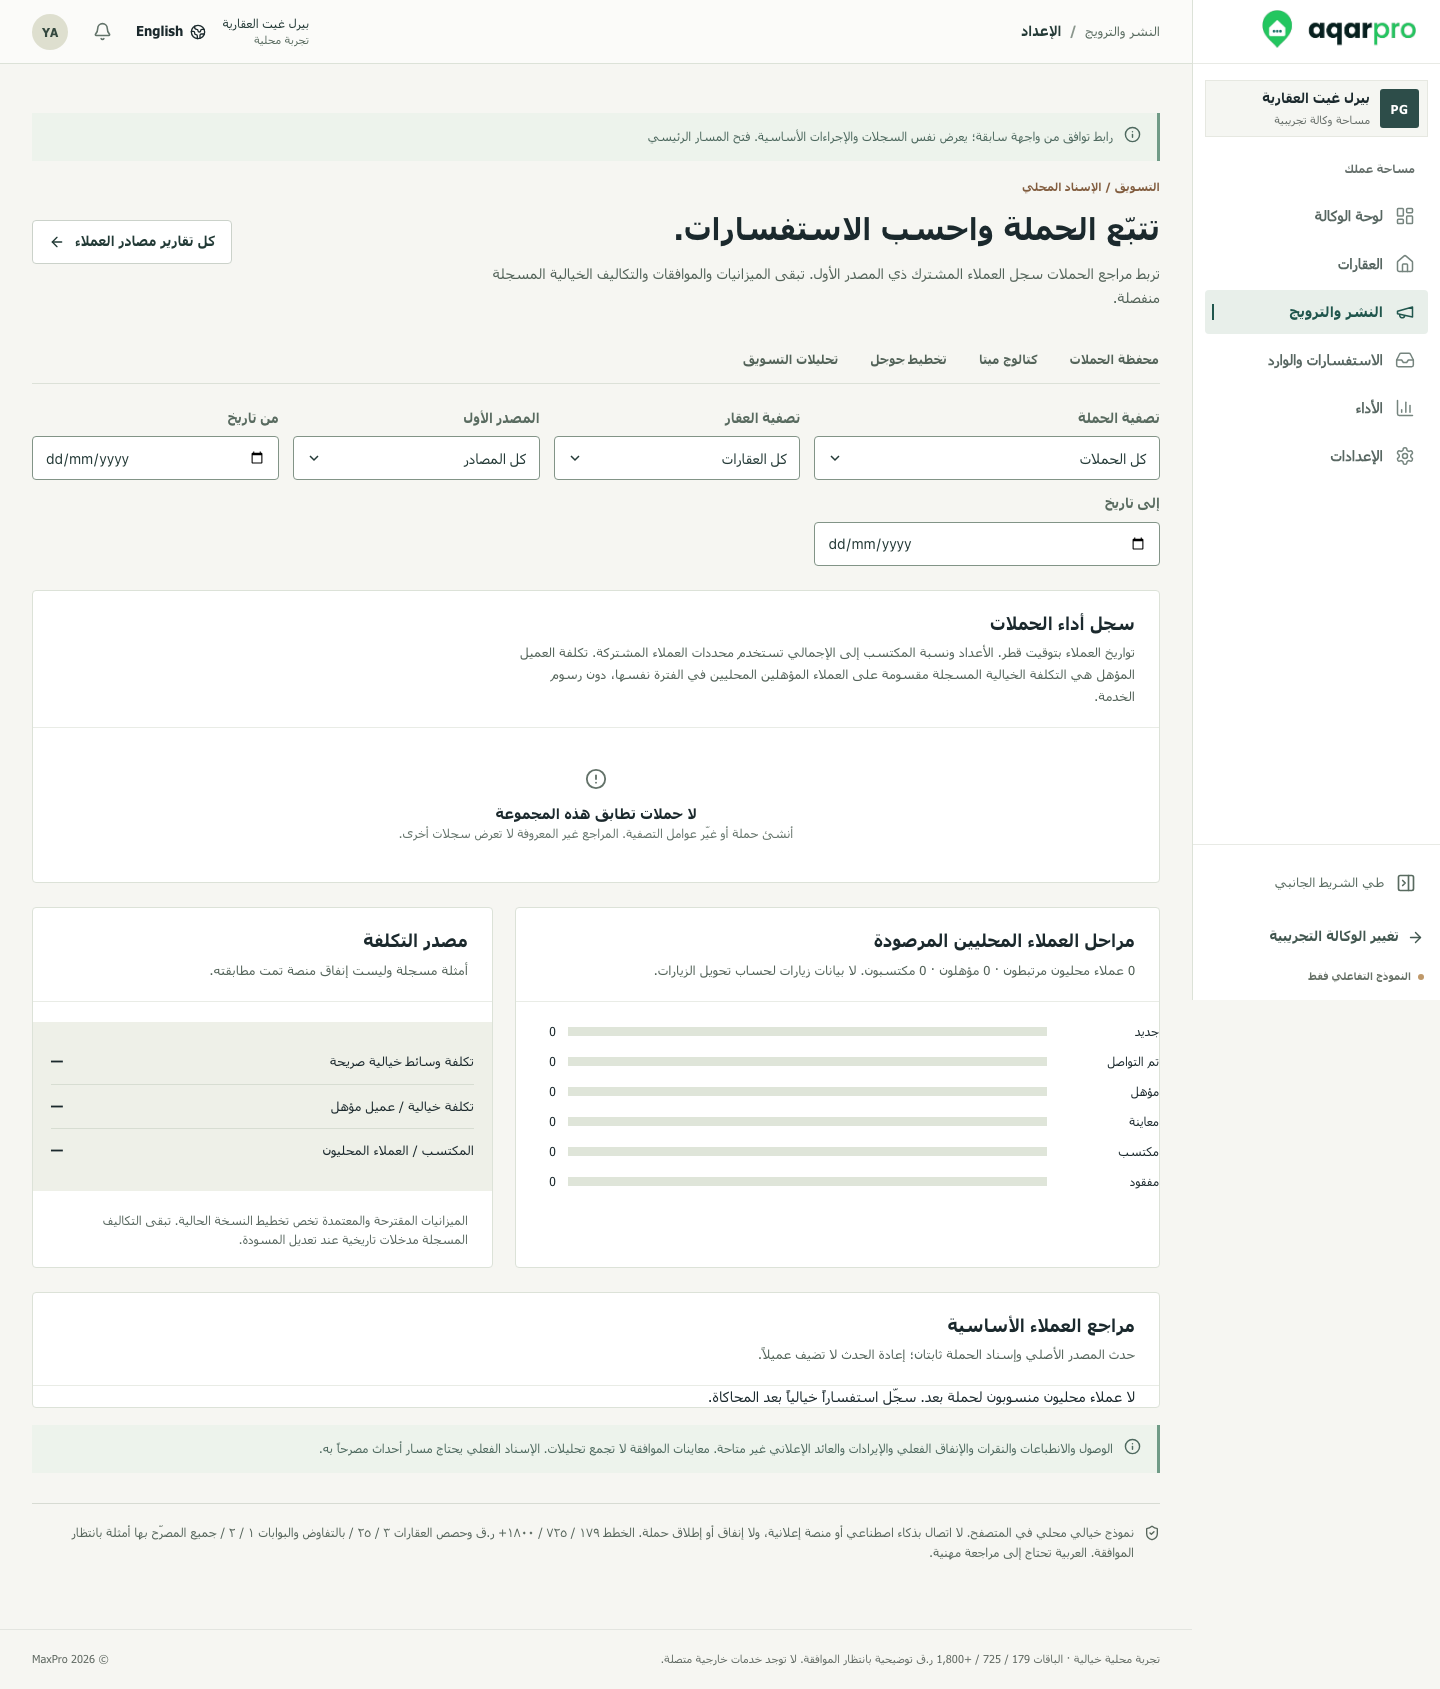 aqarpro
PG
بيرل غيت العقارية
مساحة وكالة تجريبية
مساحة عملك
لوحة الوكالة
العقارات
النشر والترويج
الاستفسارات والوارد
الأداء
الإعدادات
طي الشريط الجانبي
تغيير الوكالة التجريبية
النموذج التفاعلي فقط
النشر والترويج / الإعداد
بيرل غيت العقارية
تجربة محلية
English
YA
رابط توافق من واجهة سابقة؛ يعرض نفس السجلات والإجراءات الأساسية. فتح المسار الرئيسي
التسويق / الإسناد المحلي
تتبّع الحملة واحسب الاستفسارات.
تربط مراجع الحملات سجل العملاء المشترك ذي المصدر الأول. تبقى الميزانيات والموافقات والتكاليف الخيالية المسجلة
منفصلة.
كل تقارير مصادر العملاء
محفظة الحملات
كتالوج ميتا
تخطيط جوجل
تحليلات التسويق
تصفية الحملة
تصفية العقار
المصدر الأول
من تاريخ
كل الحملات
كل العقارات
كل المصادر
dd/mm/yyyy
إلى تاريخ
dd/mm/yyyy
سجل أداء الحملات
تواريخ العملاء بتوقيت قطر. الأعداد ونسبة المكتسب إلى الإجمالي تستخدم محددات العملاء المشتركة. تكلفة العميل
المؤهل هي التكلفة الخيالية المسجلة مقسومة على العملاء المؤهلين المحليين في الفترة نفسها، دون رسوم
الخدمة.
لا حملات تطابق هذه المجموعة
أنشئ حملة أو غيّر عوامل التصفية. المراجع غير المعروفة لا تعرض سجلات أخرى.
مراحل العملاء المحليين المرصودة
0 عملاء محليون مرتبطون · 0 مؤهلون · 0 مكتسبون. لا بيانات زيارات لحساب تحويل الزيارات.
جديد 0
تم التواصل 0
مؤهل 0
معاينة 0
مكتسب 0
مفقود 0
مصدر التكلفة
أمثلة مسجلة وليست إنفاق منصة تمت مطابقته.
تكلفة وسائط خيالية صريحة —
تكلفة خيالية / عميل مؤهل —
المكتسب / العملاء المحليون —
الميزانيات المقترحة والمعتمدة تخص تخطيط النسخة الحالية. تبقى التكاليف
المسجلة مدخلات تاريخية عند تعديل المسودة.
مراجع العملاء الأساسية
حدث المصدر الأصلي وإسناد الحملة ثابتان؛ إعادة الحدث لا تضيف عميلاً.
لا عملاء محليون منسوبون لحملة بعد. سجّل استفساراً خيالياً بعد المحاكاة.
الوصول والانطباعات والنقرات والإنفاق الفعلي والإيرادات والعائد الإعلاني غير متاحة. معاينات الموافقة لا تجمع تحليلات. الإسناد الفعلي يحتاج مسار أحداث مصرحاً به.
نموذج خيالي محلي في المتصفح. لا اتصال بذكاء اصطناعي أو منصة إعلانية، ولا إنفاق أو إطلاق حملة. الخطط ١٧٩ / ٧٢٥ / ١٨٠٠+ ر.ق وحصص العقارات ٣ / ٢٥ / بالتفاوض والبوابات ١ / ٢ / جميع المصرّح بها أمثلة بانتظار
الموافقة. العربية تحتاج إلى مراجعة مهنية.
تجربة محلية خيالية · الباقات 179 / 725 / +1,800 ر.ق توضيحية بانتظار الموافقة. لا توجد خدمات خارجية متصلة.
© 2026 MaxPro